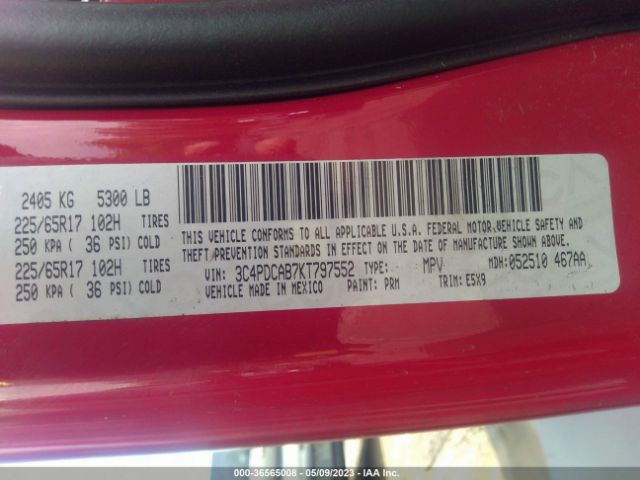 2405 KG 5300 LB
225/65R17 102H TIRES
250 KPA ( 36 PSI) COLD
225/65R17 102H TIRES
250 KPA ( 36 PSI) COLD
THIS VEHICLE CONFORMS TO ALL APPLICABLE U.S.A. FEDERAL MOTOR VEHICLE SAFETY AND
THEFT PREVENTION STANDARDS IN EFFECT ON THE DATE OF MANUFACTURE SHOWN ABOVE.
VIN: 3C4PDCAB7KT797552 TYPE: MPV MDH: 052510 467AA
VEHICLE MADE IN MEXICO PAINT: PRM TRIM: E5X9
000-36565008 - 05/09/2023 - IAA Inc.